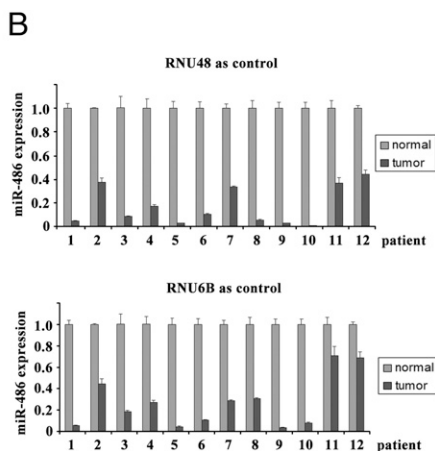 B
RNU48 as control
miR-486 expression
1.0
0.8
0.6
0.4
0.2
0
normal
tumor
1 2 3 4 5 6 7 8 9 10 11 12 patient
RNU6B as control
miR-486 expression
1.0
0.8
0.6
0.4
0.2
0
normal
tumor
1 2 3 4 5 6 7 8 9 10 11 12 patient